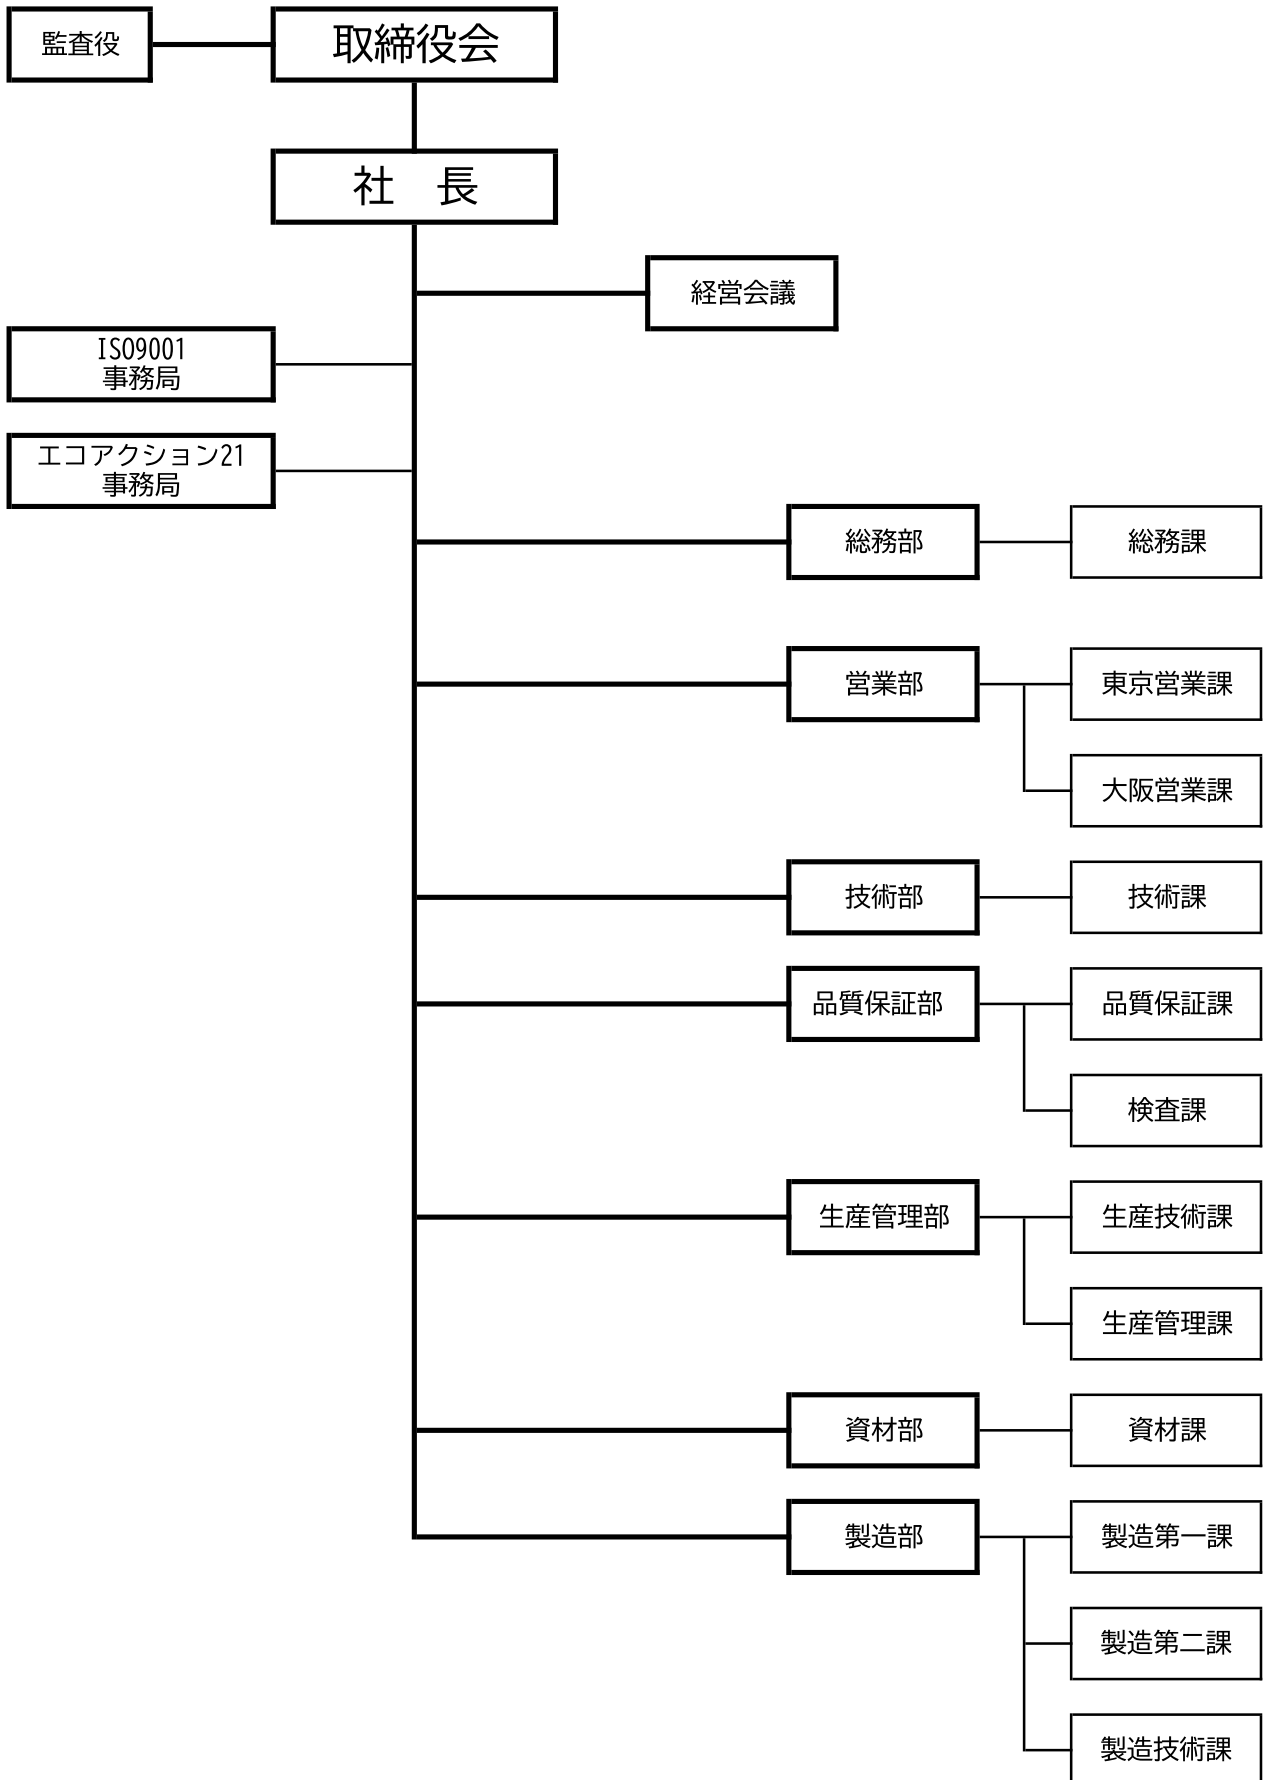 監査役
取締役会
社　長
経営会議
ISO9001
事務局
エコアクション21
事務局
総務部
総務課
営業部
東京営業課
大阪営業課
技術部
技術課
品質保証部
品質保証課
検査課
生産管理部
生産技術課
生産管理課
資材部
資材課
製造部
製造第一課
製造第二課
製造技術課